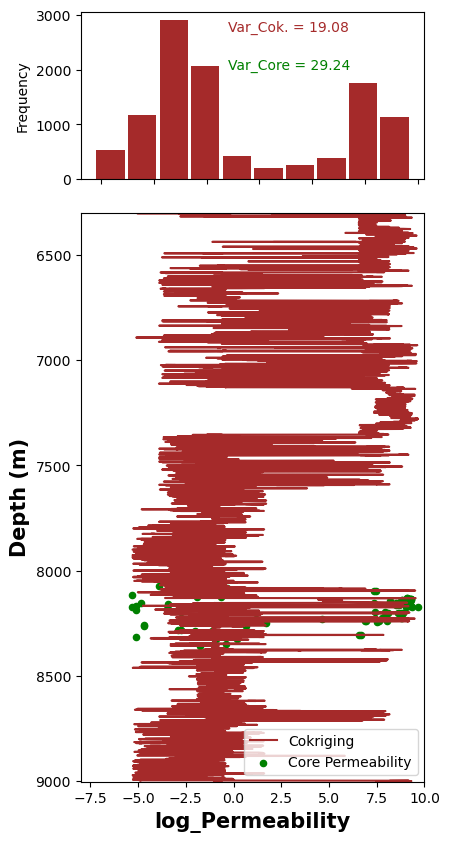 3000
Var_Cok. = 19.08
2000
Var_Core = 29.24
Frequency
1000
0
6500
7000
7500
Depth (m)
8000
8500
Cokriging
Core Permeability
9000
−7.5 −5.0 −2.5 0.0 2.5 5.0 7.5 10.0
log_Permeability